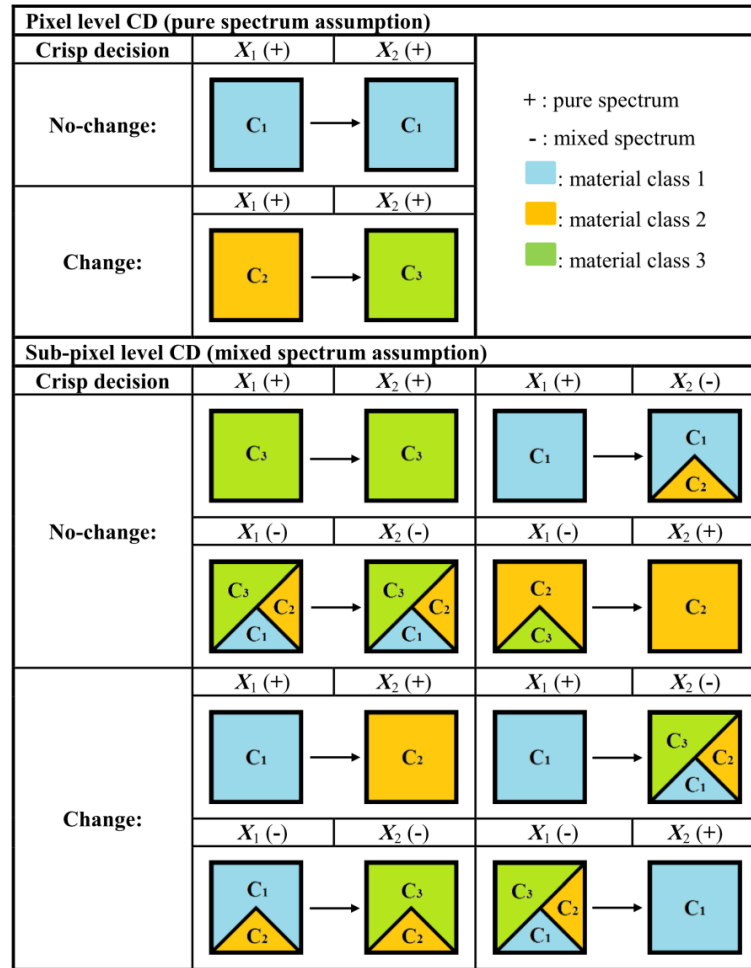 Pixel level CD (pure spectrum assumption)
Crisp decision X₁ (+) X₂ (+)
No-change: C₁ C₁
+ : pure spectrum
- : mixed spectrum
: material class 1
: material class 2
: material class 3
X₁ (+) X₂ (+)
Change: C₂ C₃
Sub-pixel level CD (mixed spectrum assumption)
Crisp decision X₁ (+) X₂ (+) X₁ (+) X₂ (-)
C₃ C₃ C₁ C₁ C₂
No-change:
X₁ (-) X₂ (-) X₁ (-) X₂ (+)
C₃ C₂ C₁ C₃ C₂ C₁ C₂ C₃ C₂
X₁ (+) X₂ (+) X₁ (+) X₂ (-)
C₁ C₂ C₁ C₃ C₂ C₁
Change:
X₁ (-) X₂ (-) X₁ (-) X₂ (+)
C₁ C₂ C₃ C₂ C₃ C₂ C₁ C₁